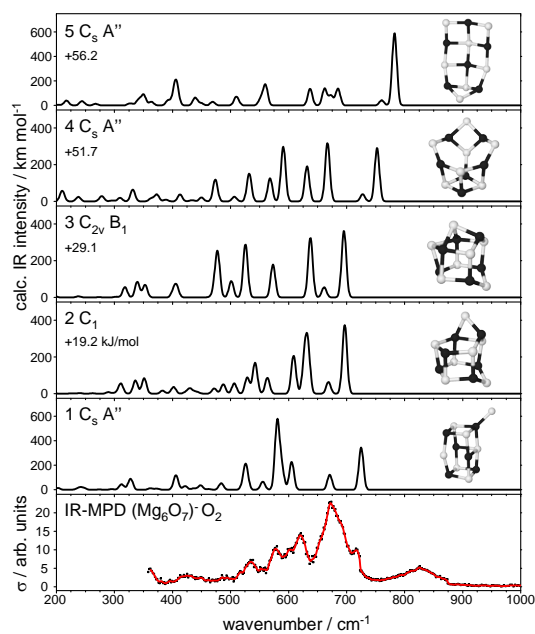 600
400
200
0
5 Cₛ A''
+56.2
400
200
0
4 Cₛ A''
+51.7
400
200
0
3 C₂ᵥ B₁
+29.1
400
200
0
2 C₁
+19.2 kJ/mol
600
400
200
0
1 Cₛ A''
calc. IR intensity / km mol⁻¹
20
15
10
5
0
IR-MPD (Mg₆O₇)⁻O₂
σ / arb. units
200 300 400 500 600 700 800 900 1000
wavenumber / cm⁻¹